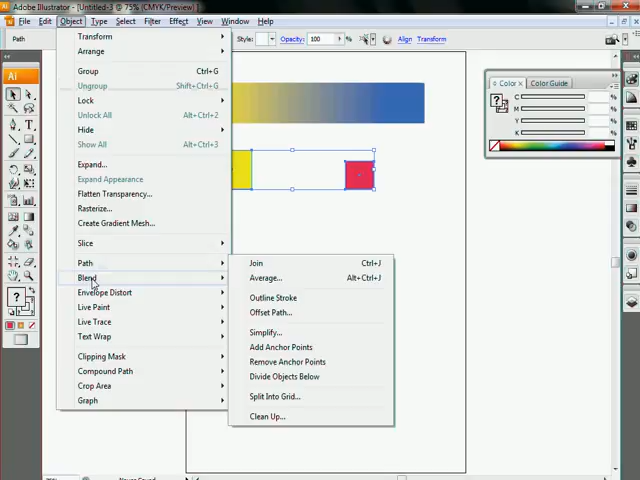 Adobe Illustrator - [Untitled-3 @ 75% (CMYK/Preview)]
File Edit Object Type Select Filter Effect View Window Help
Path Style: Opacity: 100 % Align Transform
Transform
Arrange
Group Ctrl+G
Ungroup Shift+Ctrl+G
Lock
Unlock All Alt+Ctrl+2
Hide
Show All Alt+Ctrl+3
Expand...
Expand Appearance
Flatten Transparency...
Rasterize...
Create Gradient Mesh...
Slice
Path
Blend
Envelope Distort
Live Paint
Live Trace
Text Wrap
Clipping Mask
Compound Path
Crop Area
Graph
Join Ctrl+J
Average... Alt+Ctrl+J
Outline Stroke
Offset Path...
Simplify...
Add Anchor Points
Remove Anchor Points
Divide Objects Below
Split Into Grid...
Clean Up...
Color Color Guide
C %
M %
Y %
K %
Ai